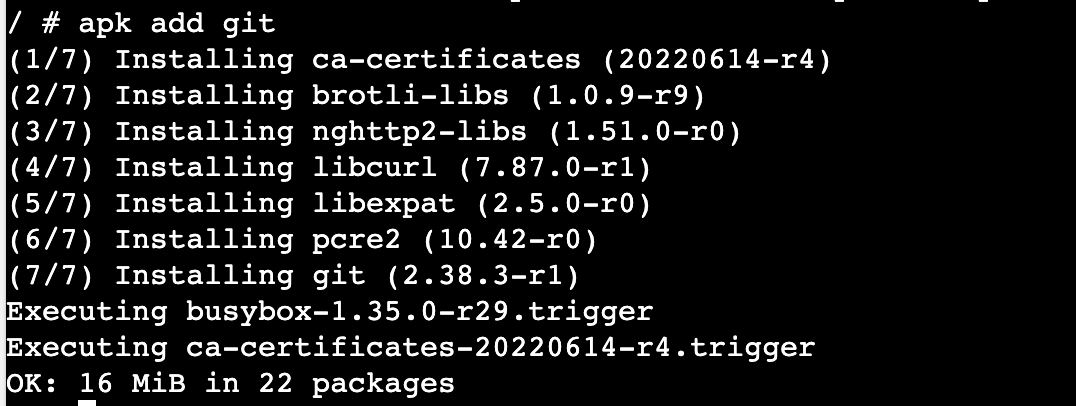 / # apk add git
(1/7) Installing ca-certificates (20220614-r4)
(2/7) Installing brotli-libs (1.0.9-r9)
(3/7) Installing nghttp2-libs (1.51.0-r0)
(4/7) Installing libcurl (7.87.0-r1)
(5/7) Installing libexpat (2.5.0-r0)
(6/7) Installing pcre2 (10.42-r0)
(7/7) Installing git (2.38.3-r1)
Executing busybox-1.35.0-r29.trigger
Executing ca-certificates-20220614-r4.trigger
OK: 16 MiB in 22 packages